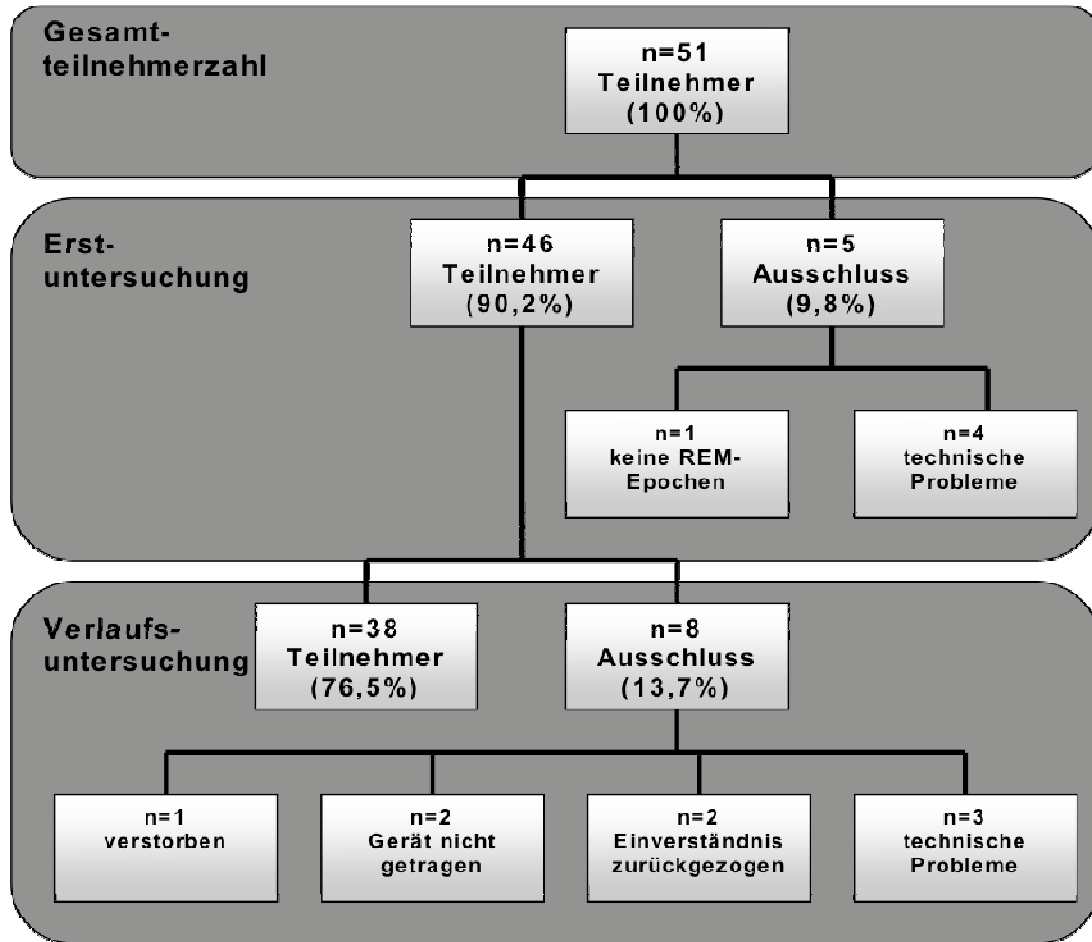 Gesamt-
teilnehmerzahl
n=51
Teilnehmer
(100%)
Erst-
untersuchung
n=46
Teilnehmer
(90,2%)
n=5
Ausschluss
(9,8%)
n=1
keine REM-
Epochen
n=4
technische
Probleme
Verlaufs-
untersuchung
n=38
Teilnehmer
(76,5%)
n=8
Ausschluss
(13,7%)
n=1
verstorben
n=2
Gerät nicht
getragen
n=2
Einverständnis
zurückgezogen
n=3
technische
Probleme